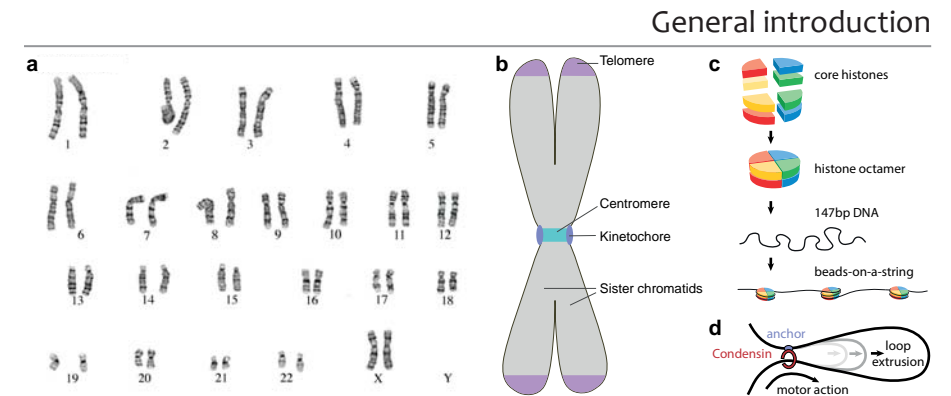 General introduction
a
1 2 3 4 5
6 7 8 9 10 11 12
13 14 15 16 17 18
19 20 21 22 X Y
b
Telomere
Centromere
Kinetochore
Sister chromatids
c
core histones
histone octamer
147bp DNA
beads-on-a-string
d
anchor
Condensin
loop
extrusion
motor action